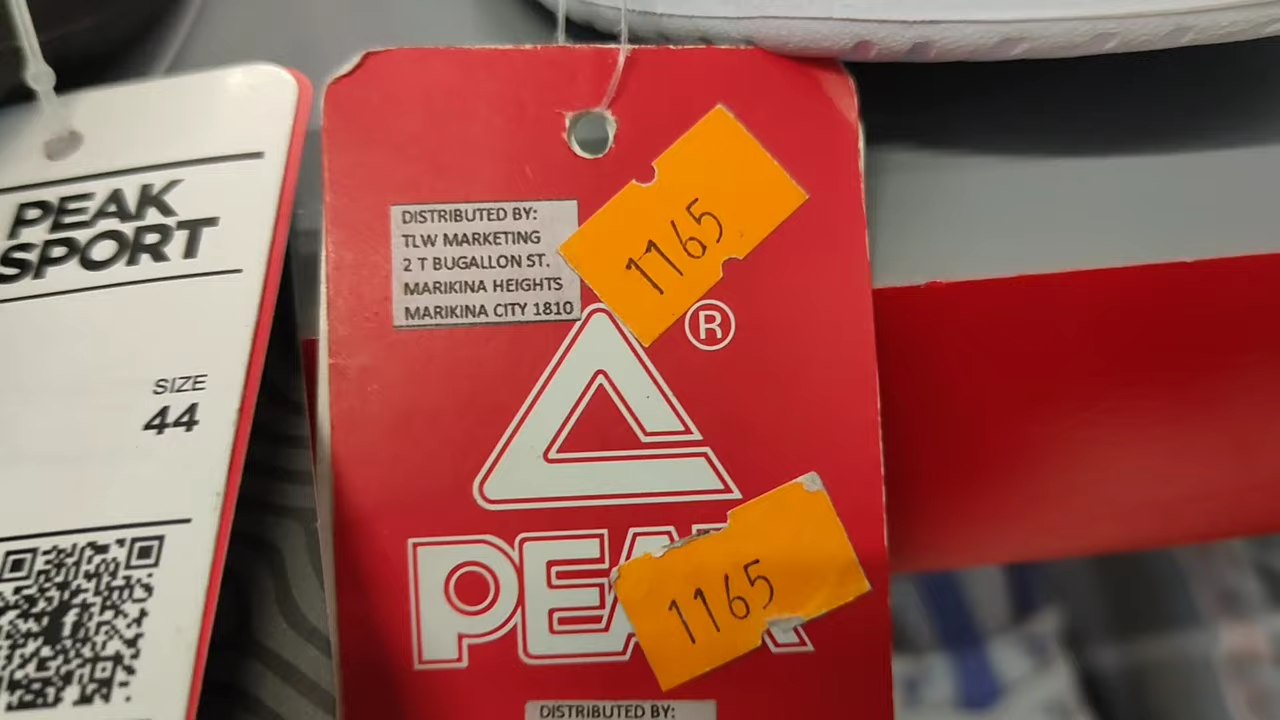 PEAK
SPORT
SIZE
44
DISTRIBUTED BY:
TLW MARKETING
2 T BUGALLON ST.
MARIKINA HEIGHTS
MARIKINA CITY 1810
1165
®
PEAK
1165
DISTRIBUTED BY: